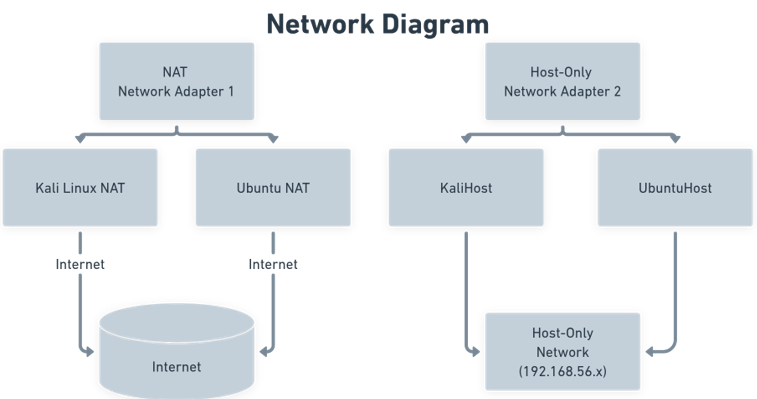 Network Diagram
NAT
Network Adapter 1
Host-Only
Network Adapter 2
Kali Linux NAT
Ubuntu NAT
KaliHost
UbuntuHost
Internet
Internet
Internet
Host-Only
Network
(192.168.56.x)